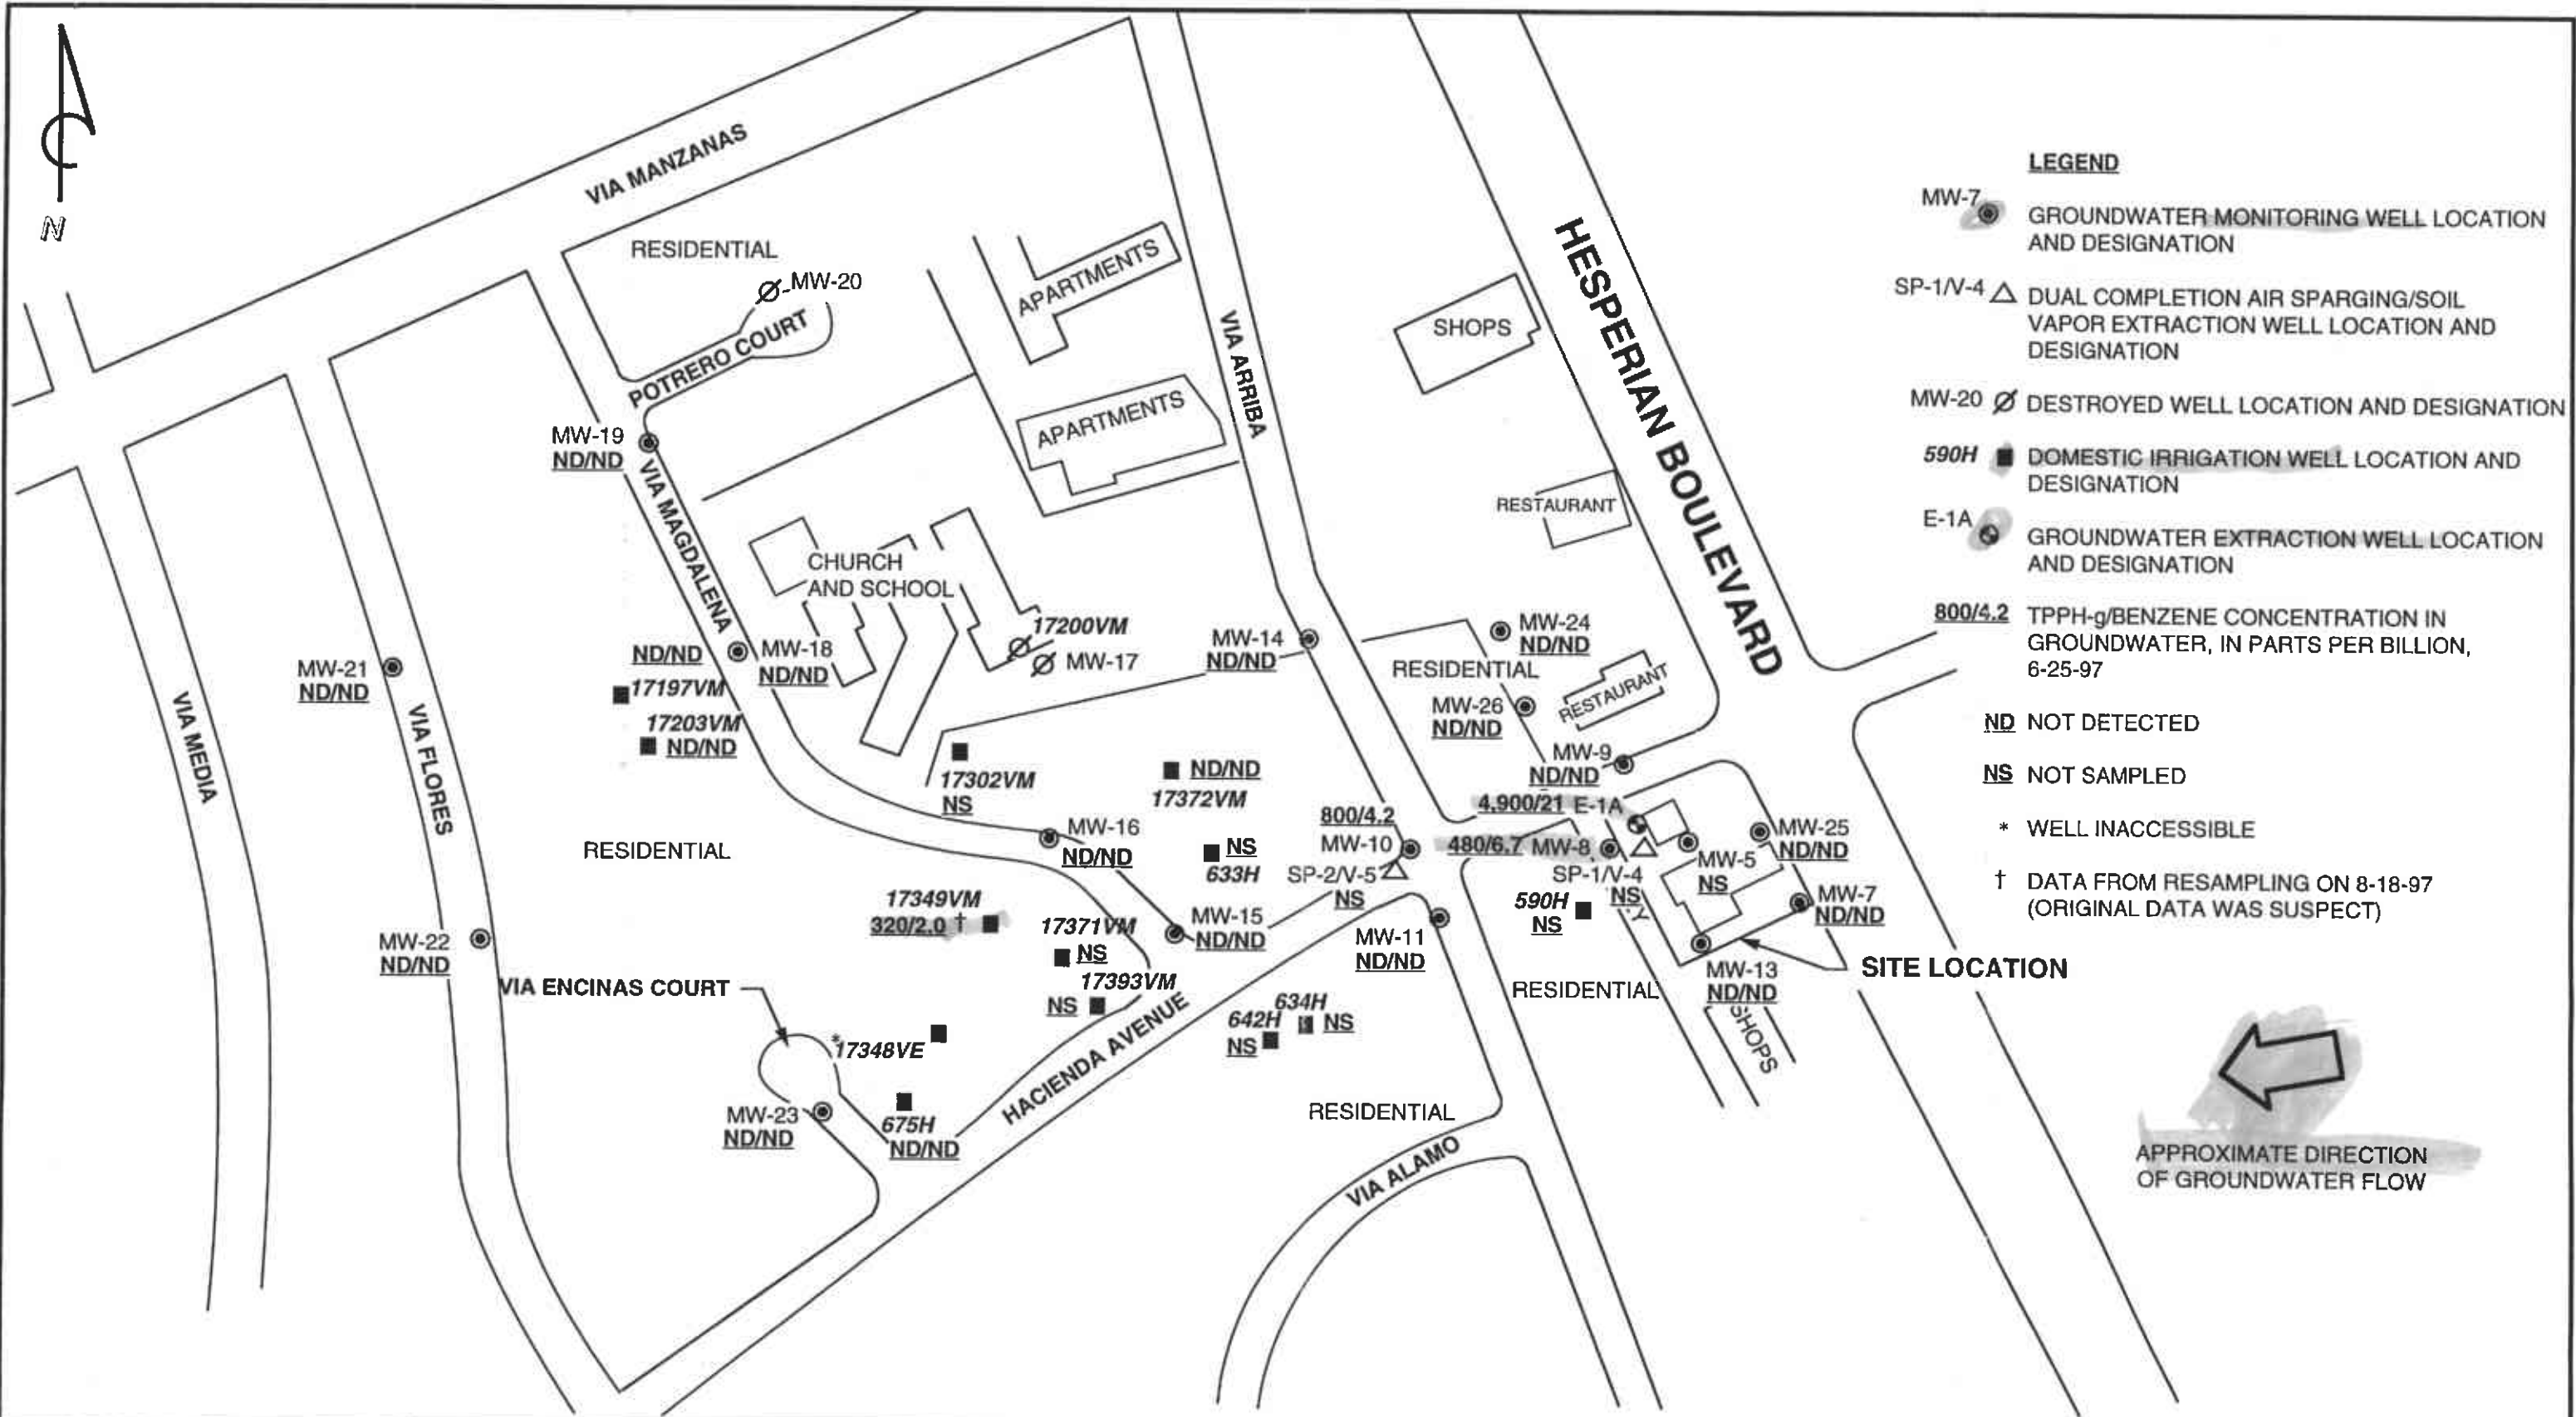 N
VIA MANZANAS
RESIDENTIAL
MW-20
POTRERO COURT
APARTMENTS
APARTMENTS
VIA ARRIBA
SHOPS
HESPERIAN BOULEVARD
RESTAURANT
MW-19
ND/ND
VIA MAGDALENA
CHURCH
AND SCHOOL
17200VM
MW-17
MW-18
ND/ND
ND/ND
17197VM
17203VM
ND/ND
MW-21
ND/ND
VIA MEDIA
VIA FLORES
MW-14
ND/ND
MW-24
ND/ND
RESIDENTIAL
RESTAURANT
MW-26
ND/ND
MW-9
ND/ND
17302VM
NS
ND/ND
17372VM
4,900/21 E-1A
800/4.2
MW-10
480/6.7 MW-8
MW-25
ND/ND
MW-5
NS
MW-16
ND/ND
RESIDENTIAL
NS
633H
SP-2/V-5
NS
SP-1/V-4
NS
590H
NS
MW-7
ND/ND
17349VM
320/2.0 †
17371VM
NS
MW-15
ND/ND
MW-11
ND/ND
MW-22
ND/ND
17393VM
NS
MW-13
ND/ND
SITE LOCATION
VIA ENCINAS COURT
RESIDENTIAL
SHOPS
*17348VE
634H
NS
642H
NS
HACIENDA AVENUE
MW-23
ND/ND
675H
ND/ND
RESIDENTIAL
VIA ALAMO
LEGEND
MW-7
GROUNDWATER MONITORING WELL LOCATION
AND DESIGNATION
SP-1/V-4
DUAL COMPLETION AIR SPARGING/SOIL
VAPOR EXTRACTION WELL LOCATION AND
DESIGNATION
MW-20 DESTROYED WELL LOCATION AND DESIGNATION
590H DOMESTIC IRRIGATION WELL LOCATION AND
DESIGNATION
E-1A
GROUNDWATER EXTRACTION WELL LOCATION
AND DESIGNATION
800/4.2 TPPH-g/BENZENE CONCENTRATION IN
GROUNDWATER, IN PARTS PER BILLION,
6-25-97
ND NOT DETECTED
NS NOT SAMPLED
* WELL INACCESSIBLE
† DATA FROM RESAMPLING ON 8-18-97
(ORIGINAL DATA WAS SUSPECT)
APPROXIMATE DIRECTION
OF GROUNDWATER FLOW